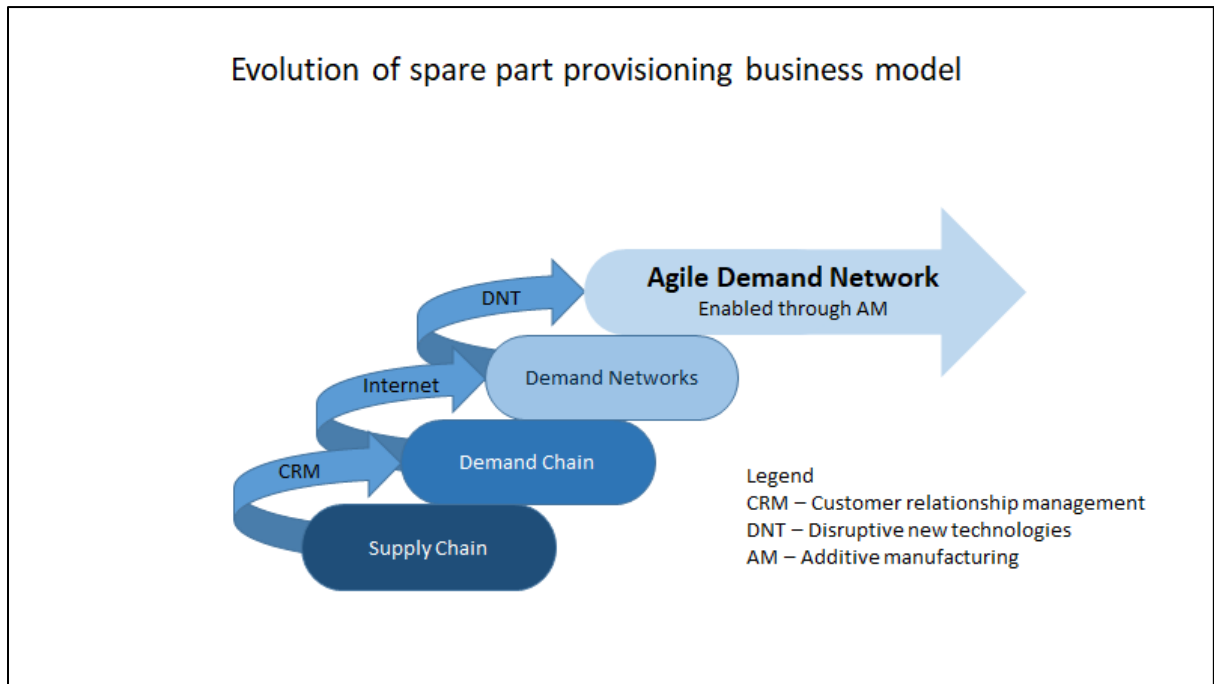 Evolution of spare part provisioning business model
DNT
Agile Demand Network
Enabled through AM
Internet
Demand Networks
CRM
Demand Chain
Supply Chain
Legend
CRM – Customer relationship management
DNT – Disruptive new technologies
AM – Additive manufacturing